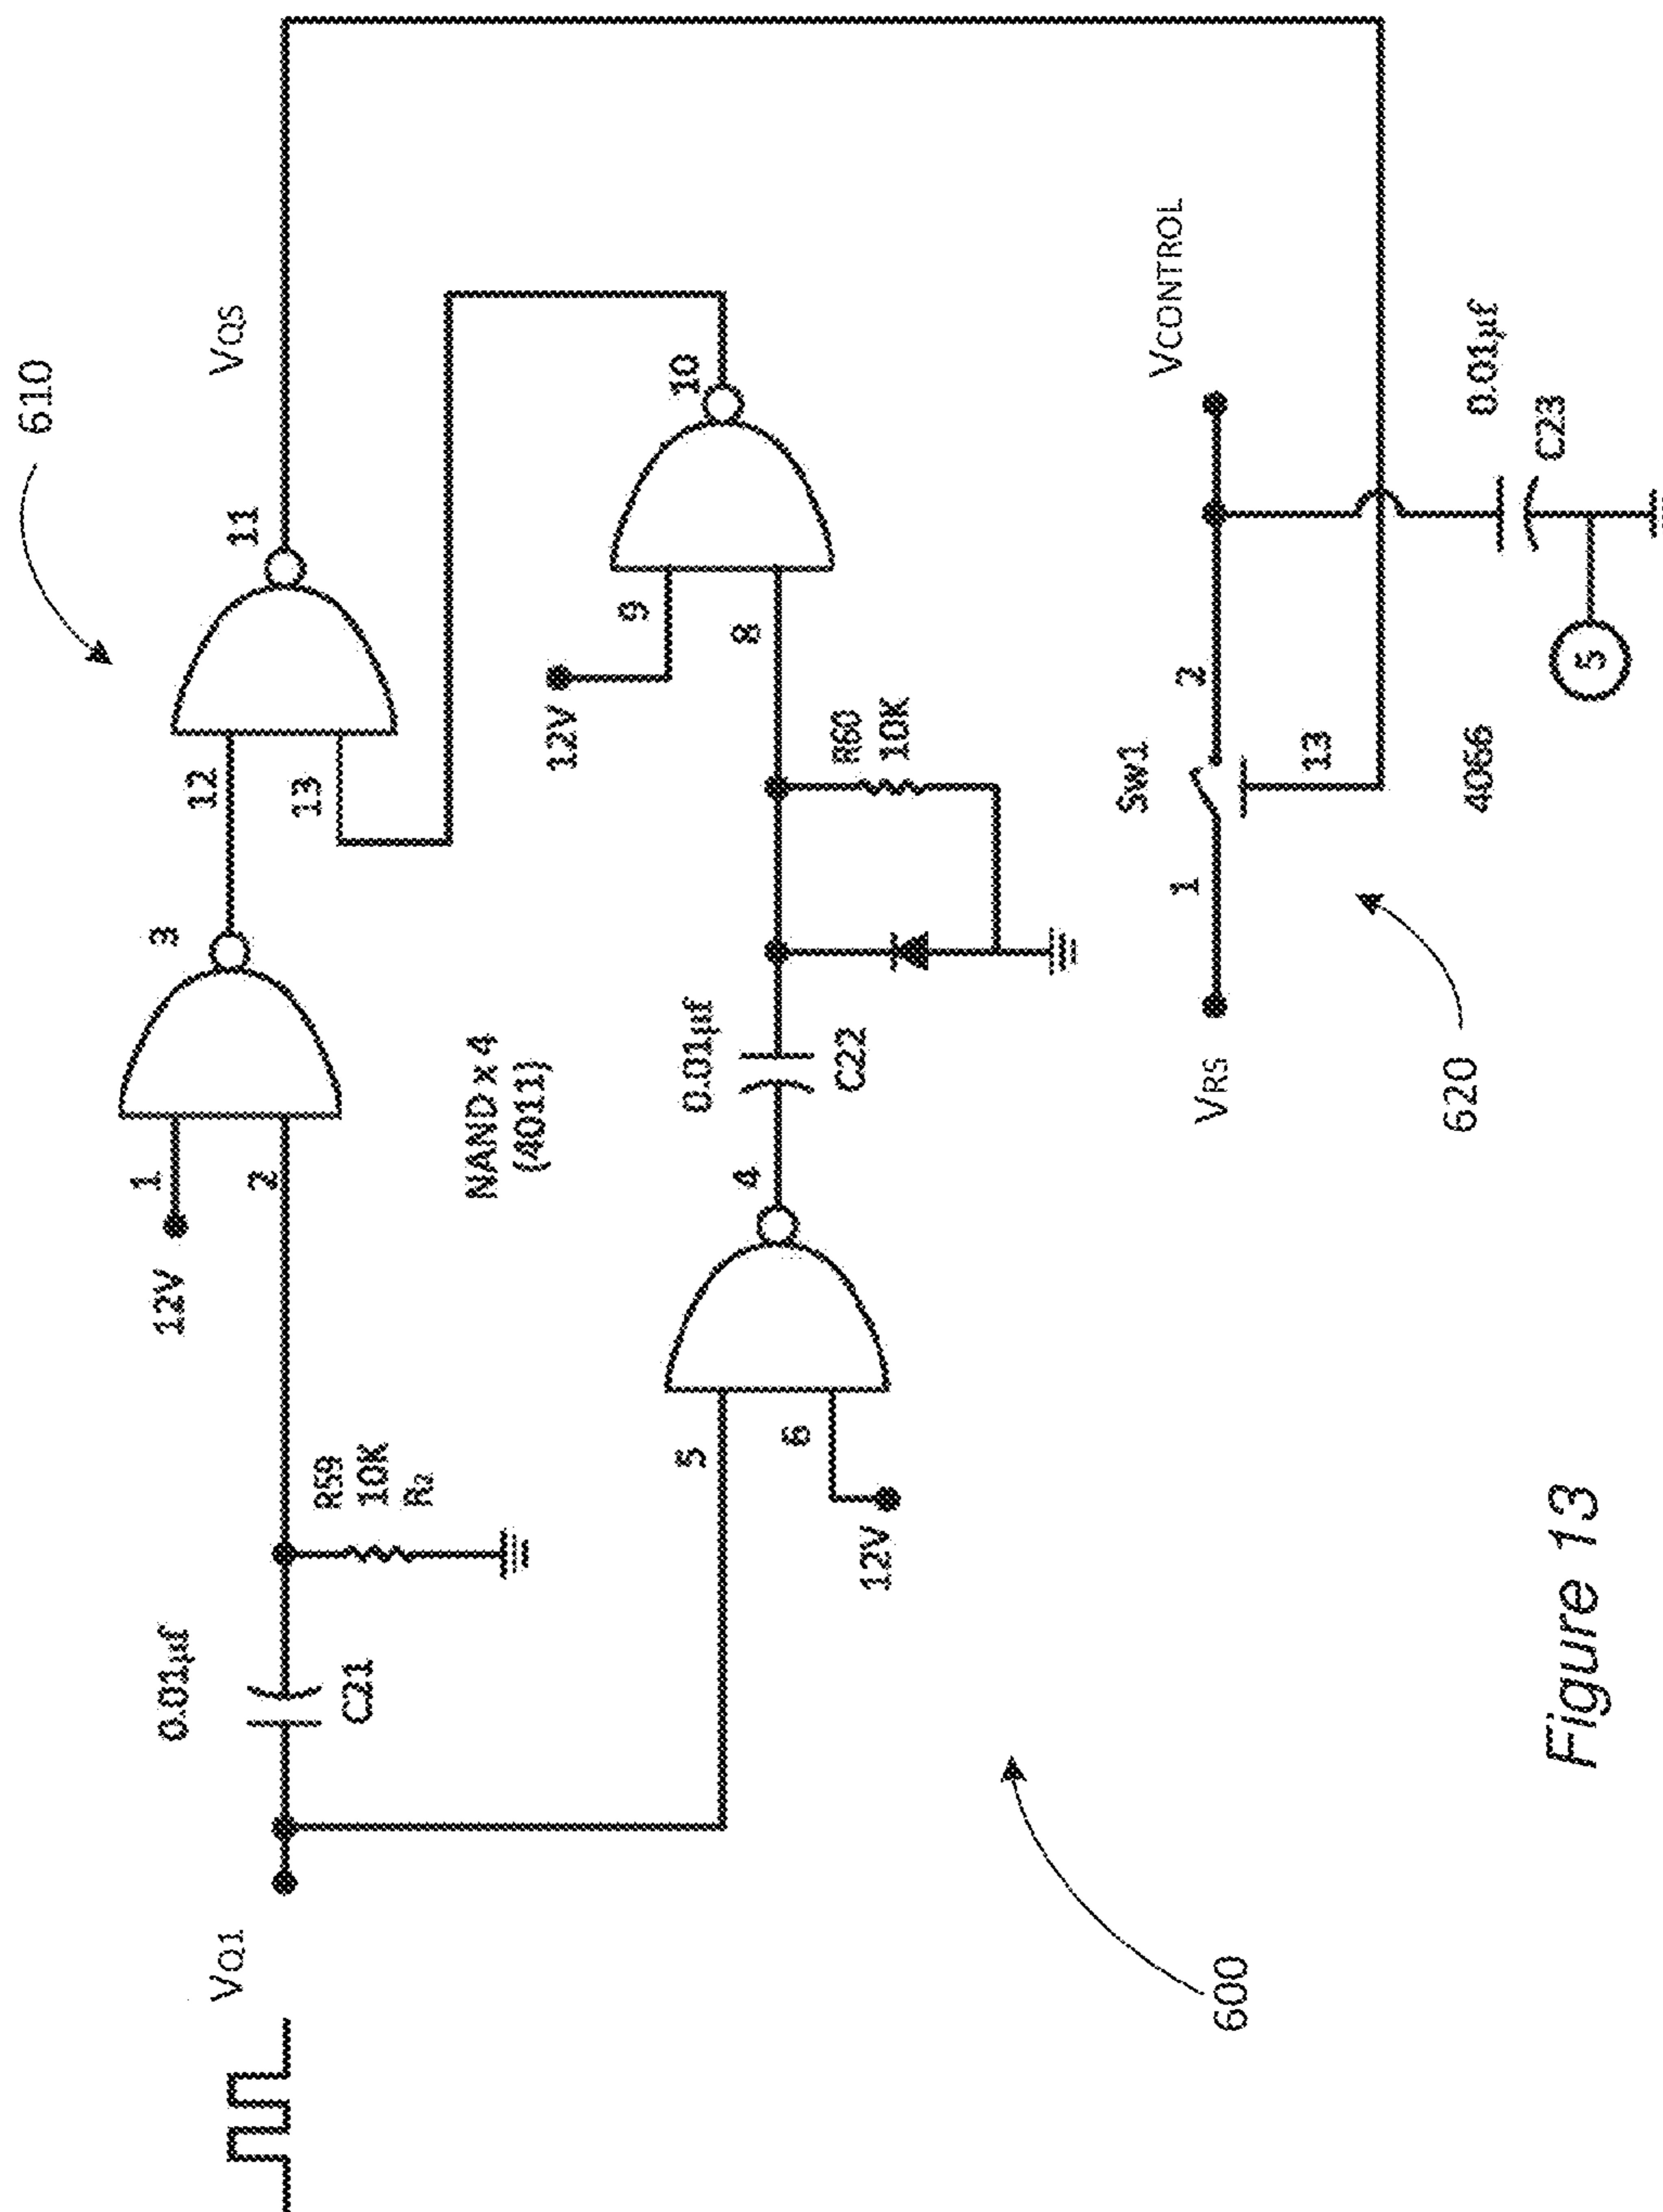 610
VQ1
0.01µf
C21
R59
10K
R2
12V
1
2
3
12
13
11
VQS
NAND x 4
(4011)
5
6
12V
4
0.01µf
C22
R60
10K
12V
9
8
10
600
VRS
1
Sw1
2
13
4066
VCONTROL
0.01µf
C23
5
620
Figure 13